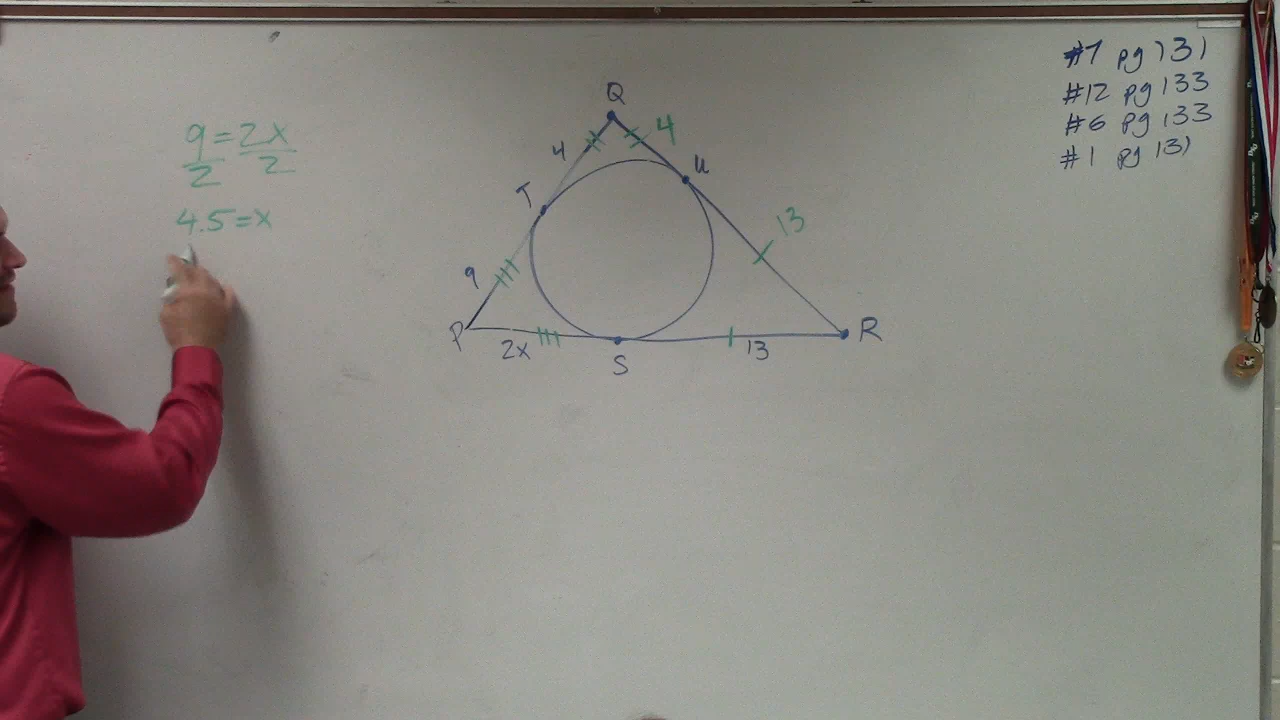 9=2x
2 2
4.5=x
Q
4
4
U
T
13
9
P
2x
S
13
R
#7 pg 131
#12 pg 133
#6 pg 133
#1 pg 131